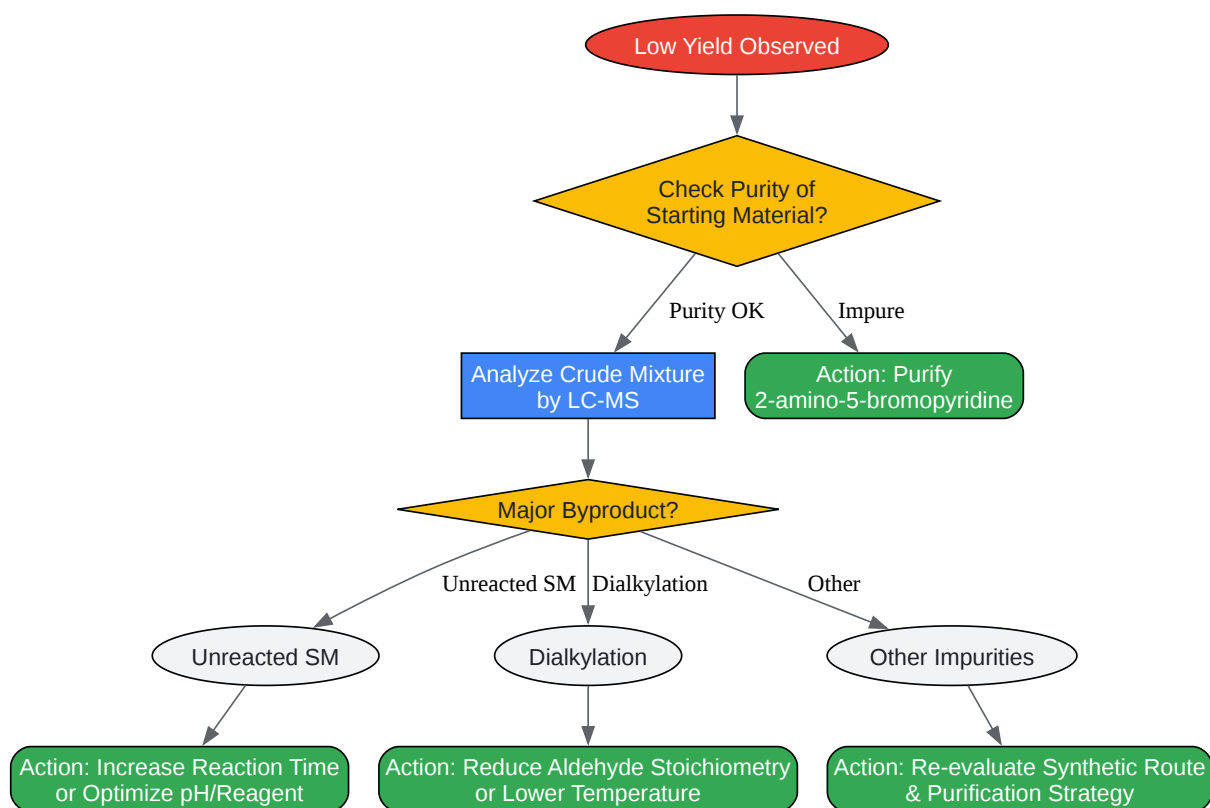 Low Yield Observed
Check Purity of
Starting Material?
Purity OK
Impure
Analyze Crude Mixture
by LC-MS
Action: Purify
2-amino-5-bromopyridine
Major Byproduct?
Unreacted SM
Dialkylation
Other
Unreacted SM
Dialkylation
Other Impurities
Action: Increase Reaction Time
or Optimize pH/Reagent
Action: Reduce Aldehyde Stoichiometry
or Lower Temperature
Action: Re-evaluate Synthetic Route
& Purification Strategy